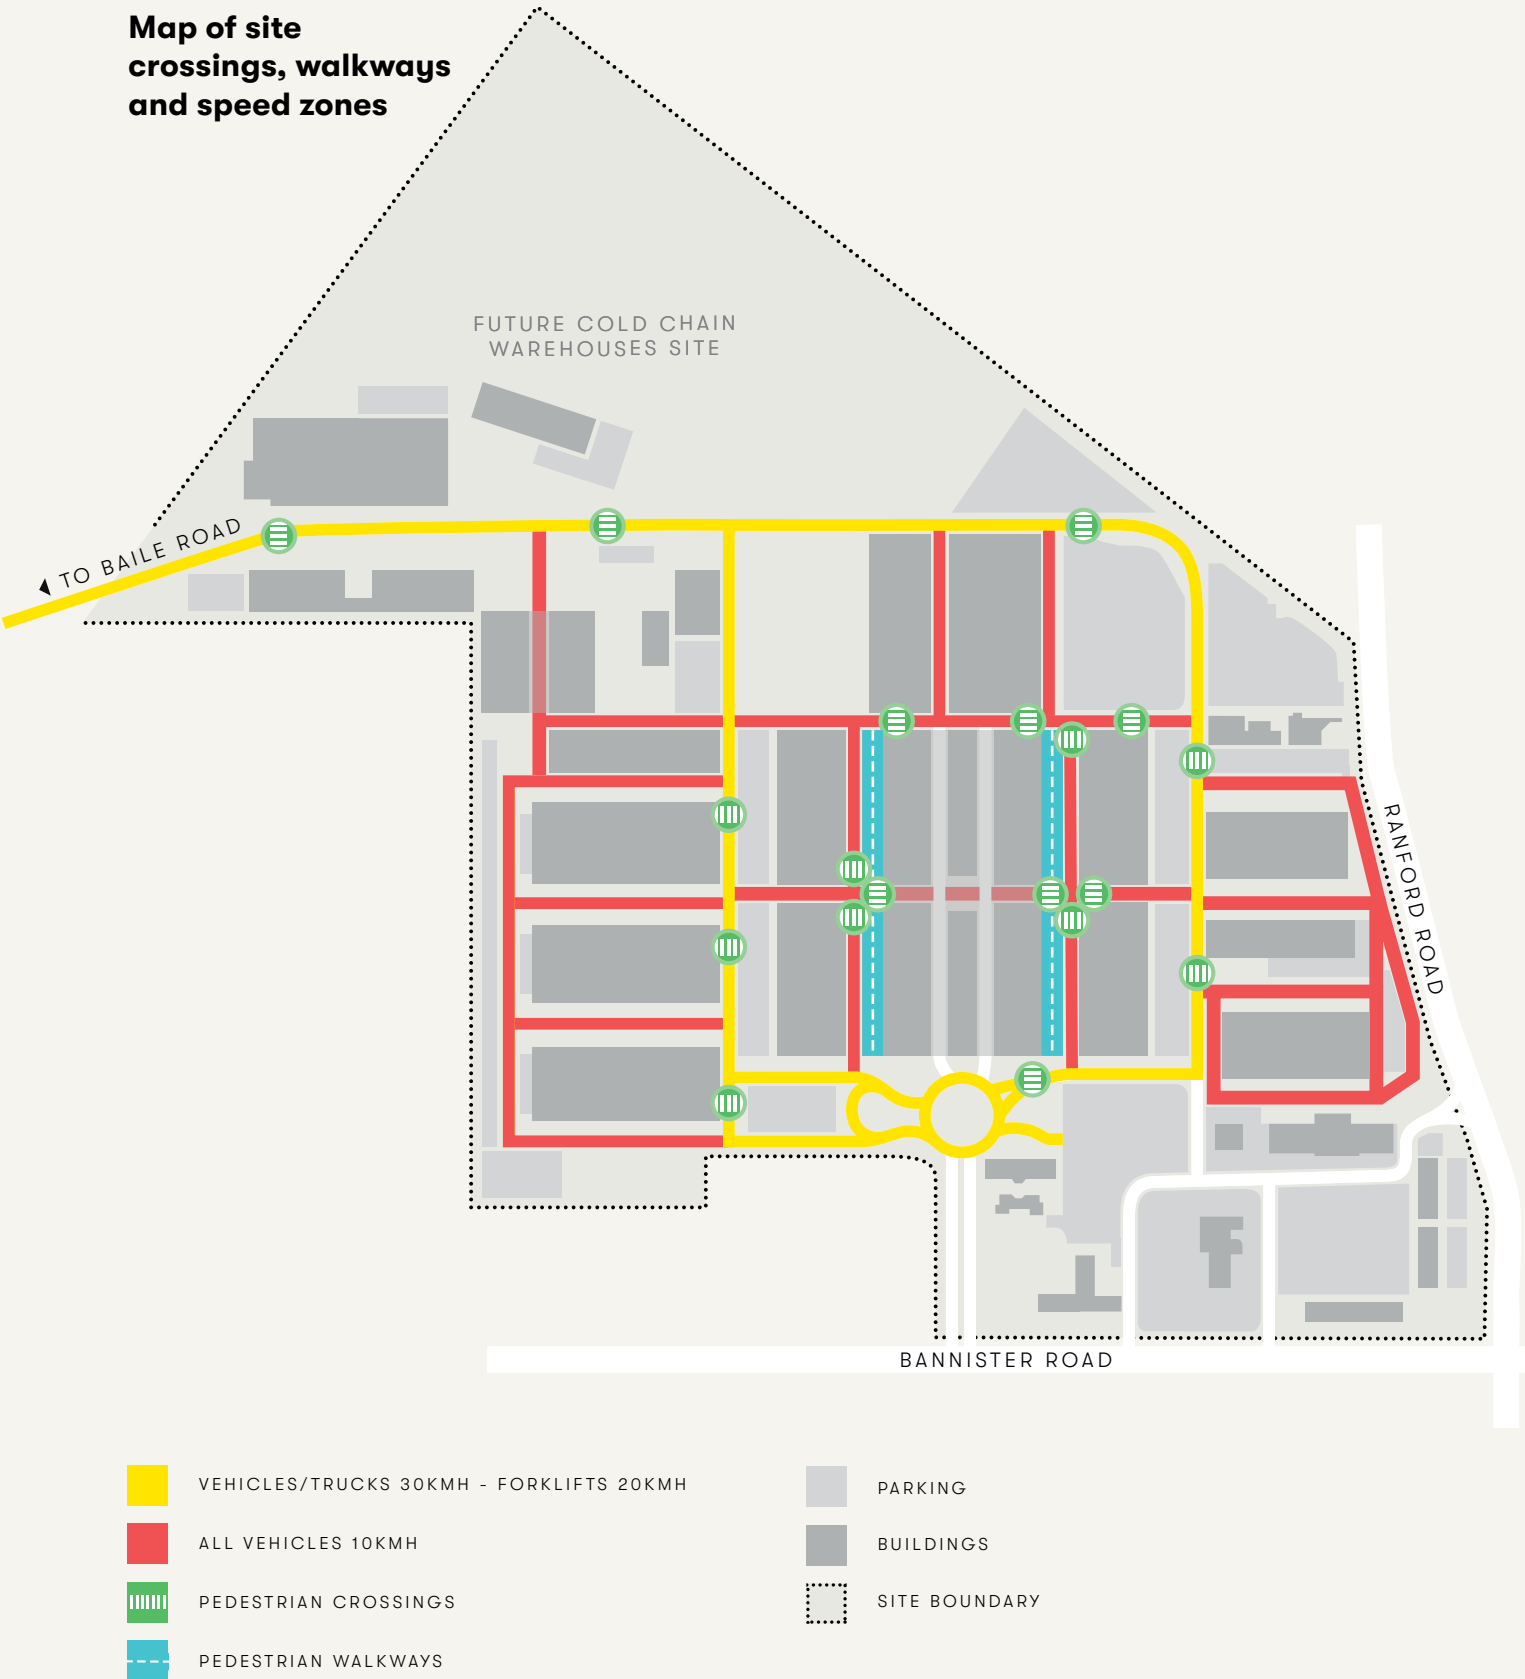 Map of site
crossings, walkways
and speed zones
FUTURE COLD CHAIN
WAREHOUSES SITE
TO BAILE ROAD
RANFORD ROAD
BANNISTER ROAD
VEHICLES/TRUCKS 30KMH - FORKLIFTS 20KMH
ALL VEHICLES 10KMH
PEDESTRIAN CROSSINGS
PEDESTRIAN WALKWAYS
PARKING
BUILDINGS
SITE BOUNDARY